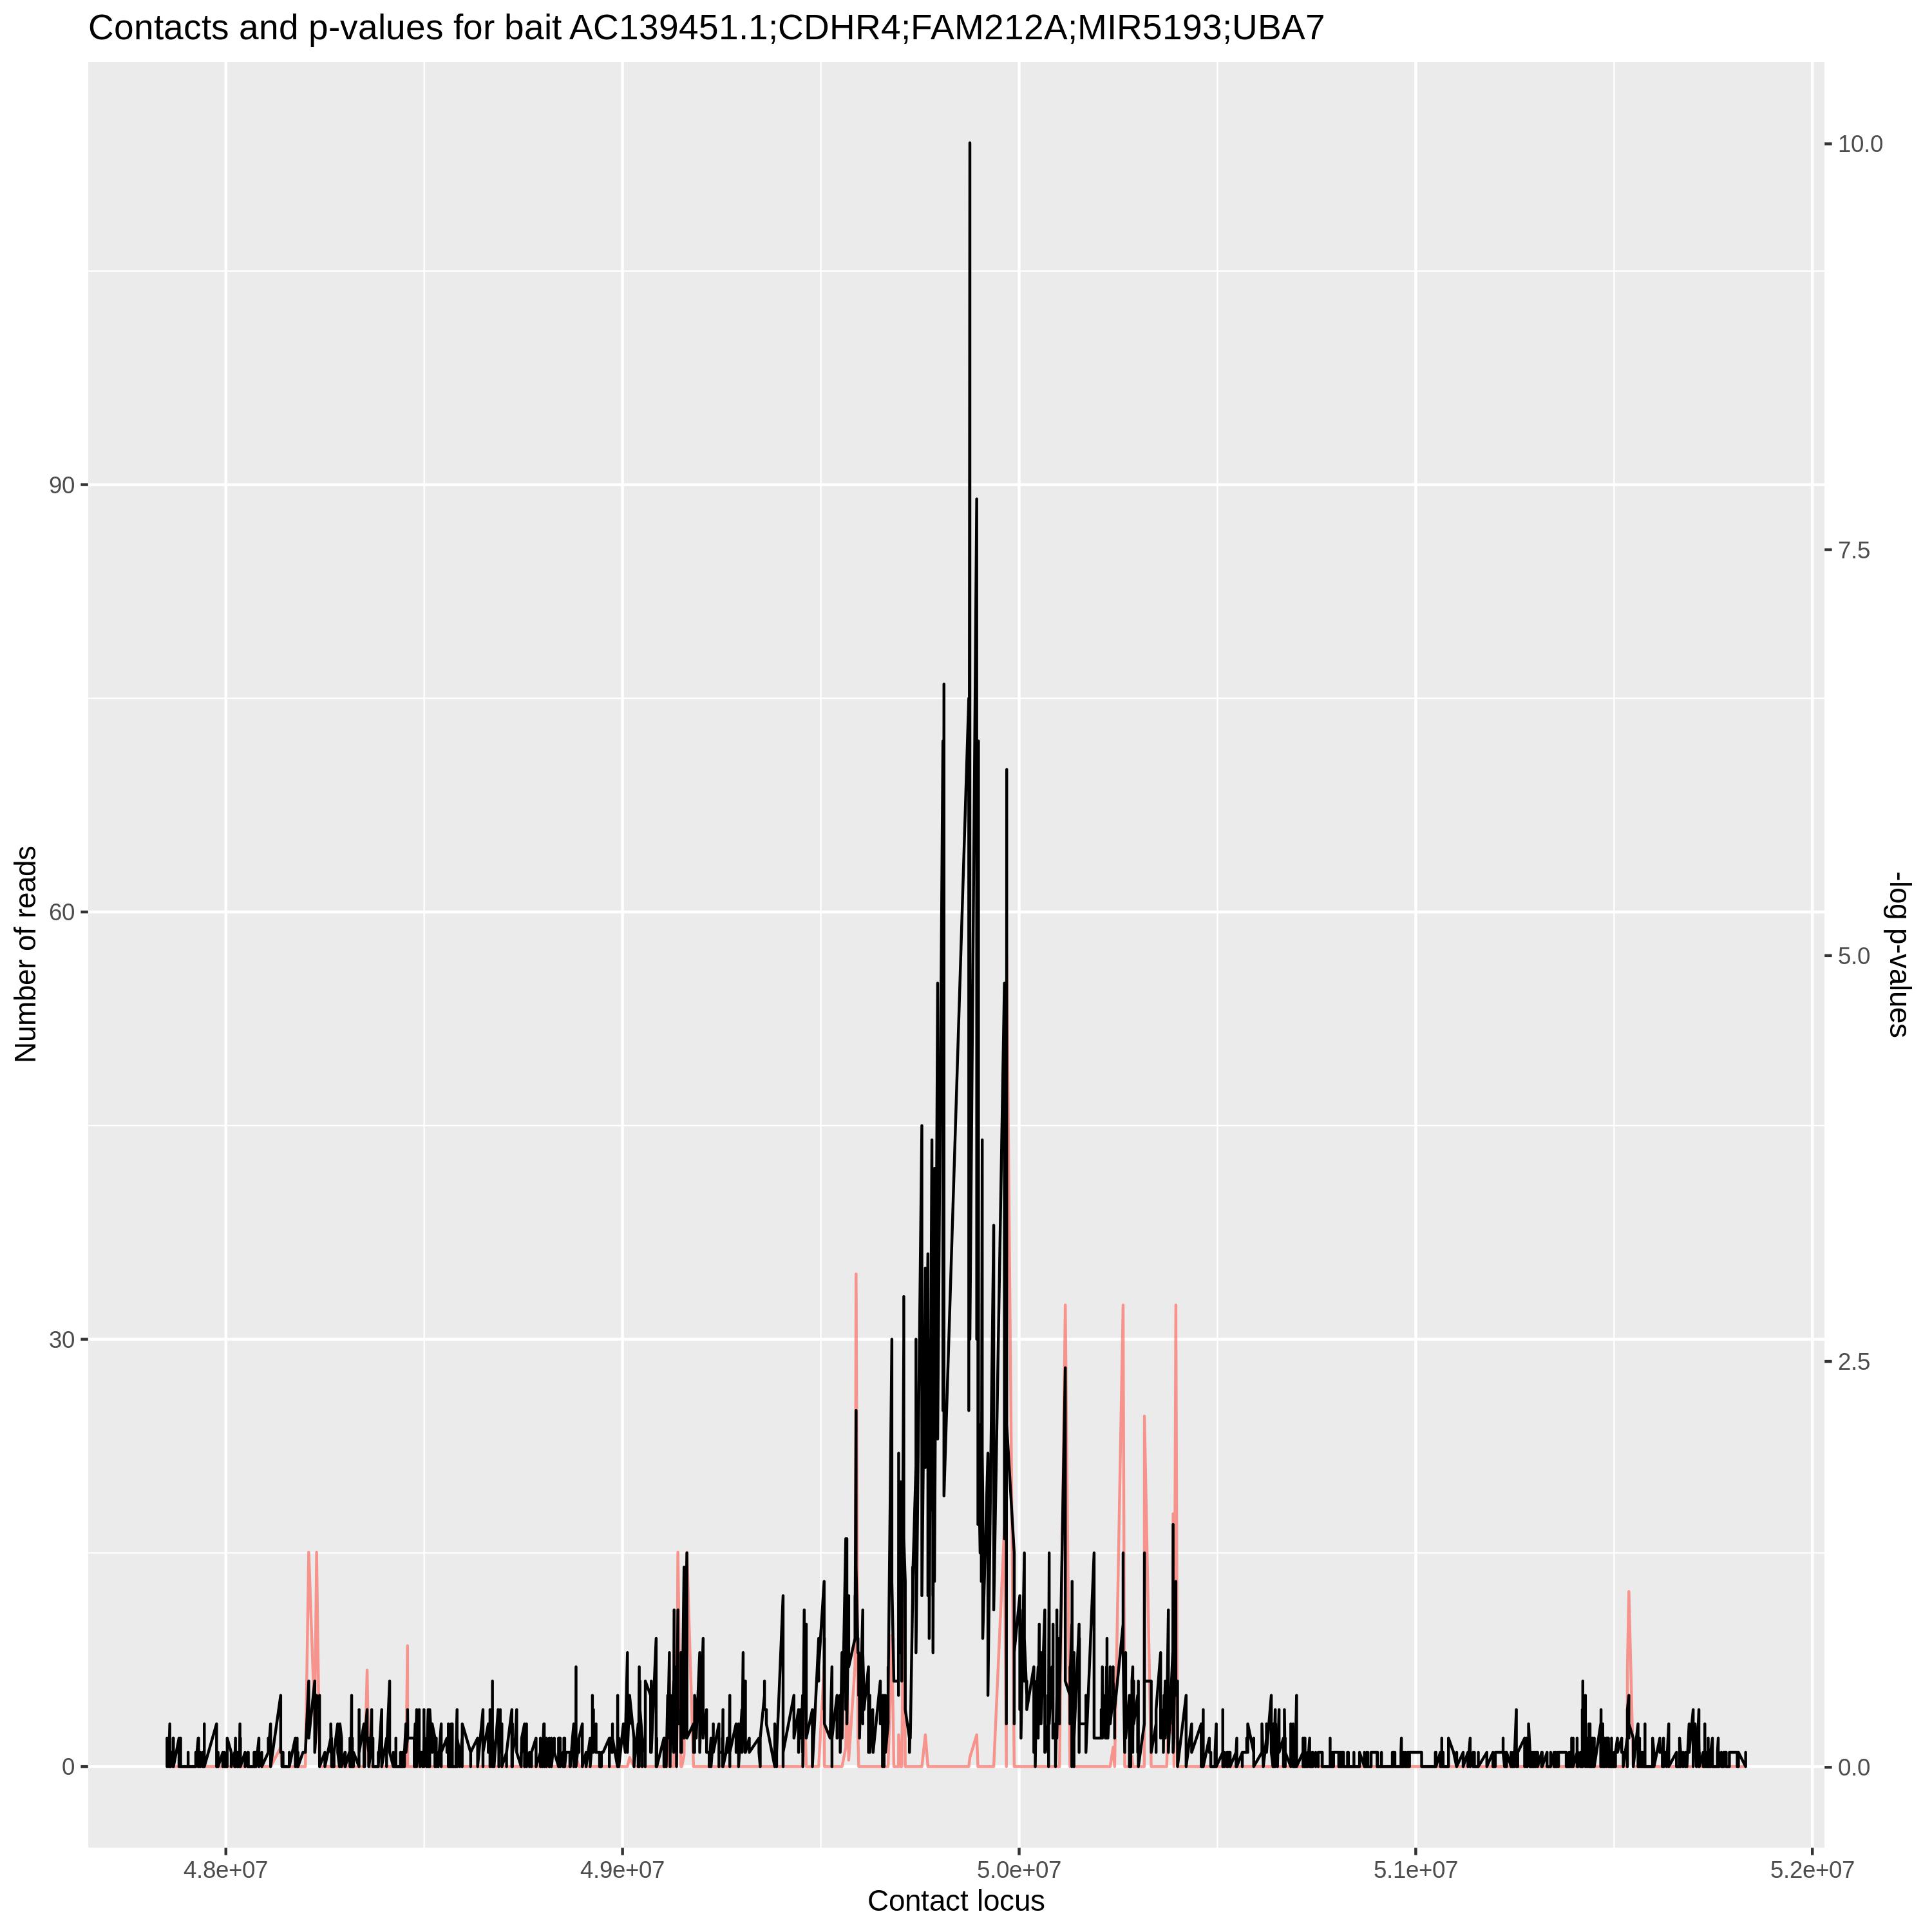 Contacts and p-values for bait AC139451.1;CDHR4;FAM212A;MIR5193;UBA7
Number of reads
90
60
30
0
10.0
7.5
5.0
2.5
0.0
-log p-values
4.8e+07 4.9e+07 5.0e+07 5.1e+07 5.2e+07
Contact locus